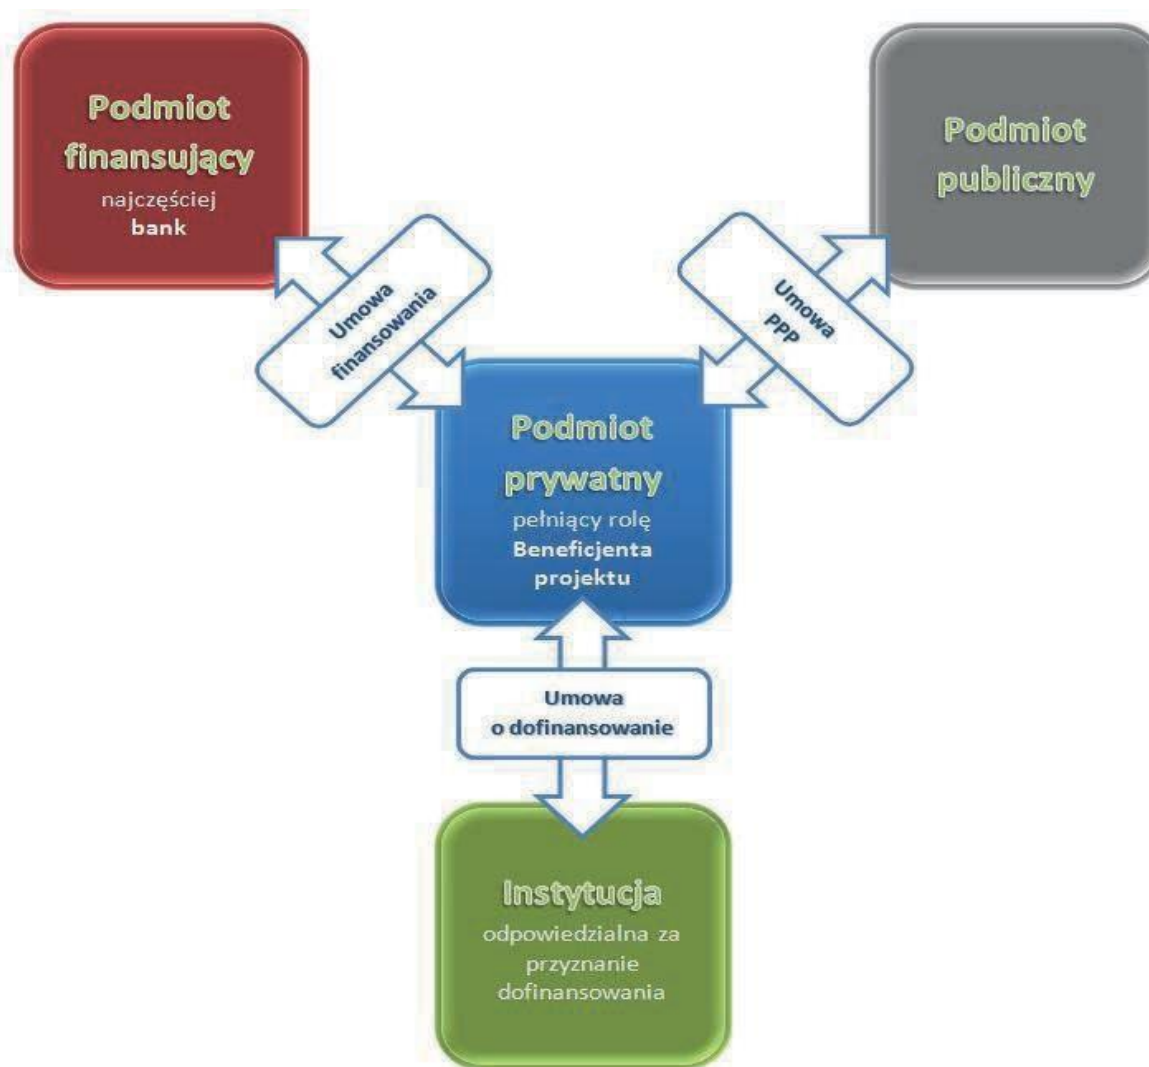 Podmiot
finansujący
najczęściej
bank
Podmiot
publiczny
Umowa
finansowania
Umowa
PPP
Podmiot
prywatny
pełniący rolę
Beneficjenta
projektu
Umowa
o dofinansowanie
Instytucja
odpowiedzialna za
przyznanie
dofinansowania